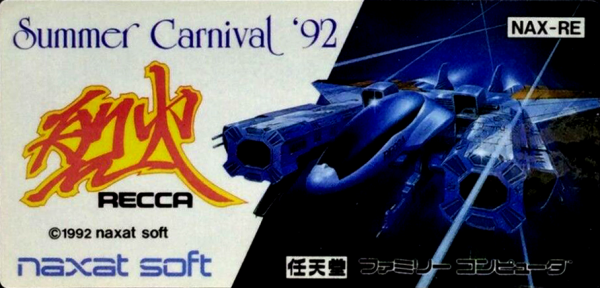 Summer Carnival '92
NAX-RE
烈火
RECCA
©1992 naxat soft
naxat soft
任天堂 ファミリーコンピュータ